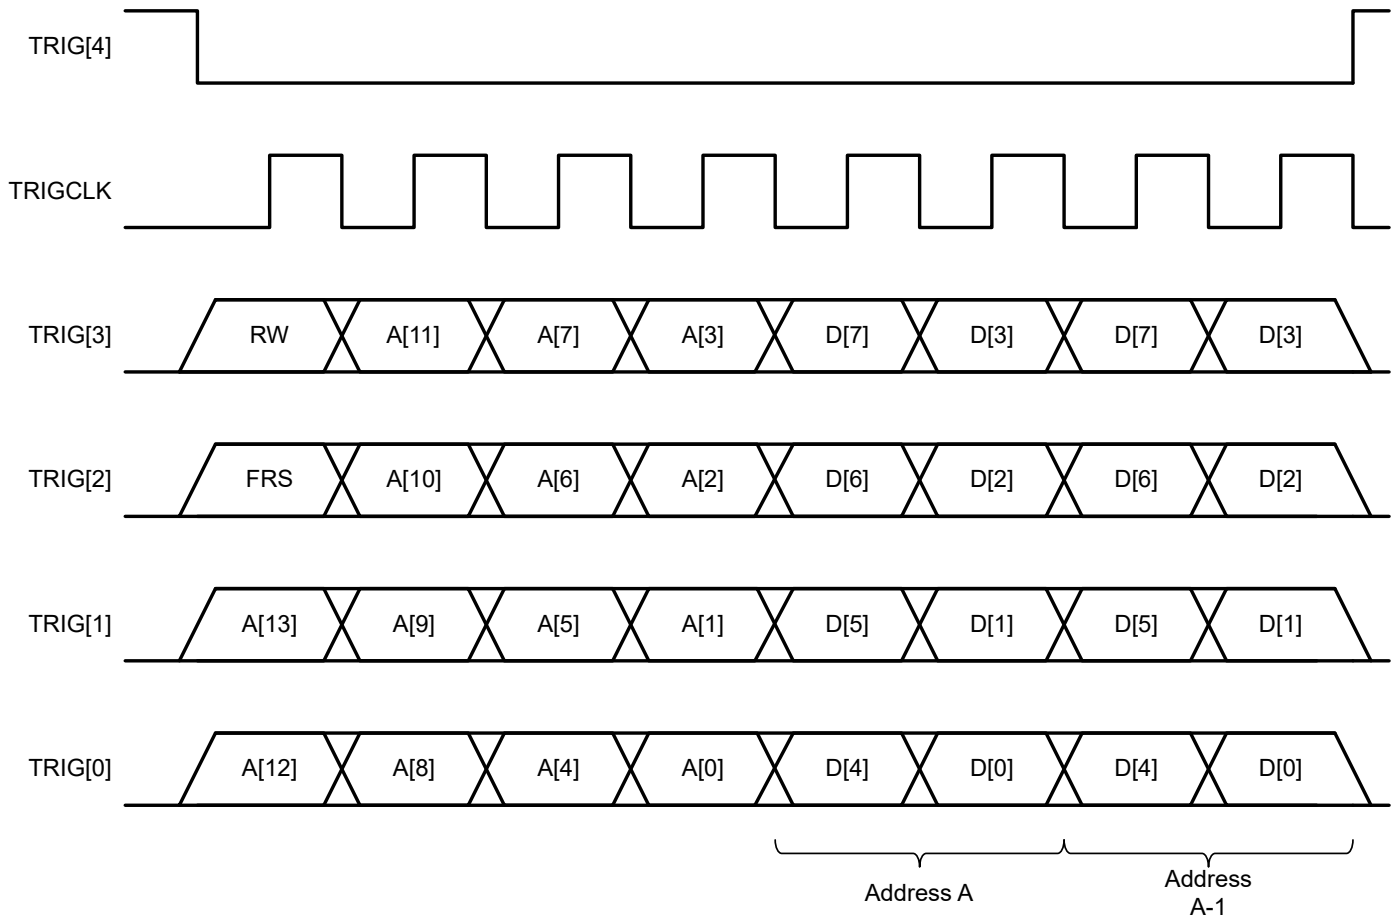 TRIG[4]
TRIGCLK
TRIG[3] RW A[11] A[7] A[3] D[7] D[3] D[7] D[3]
TRIG[2] FRS A[10] A[6] A[2] D[6] D[2] D[6] D[2]
TRIG[1] A[13] A[9] A[5] A[1] D[5] D[1] D[5] D[1]
TRIG[0] A[12] A[8] A[4] A[0] D[4] D[0] D[4] D[0]
Address A
Address
A-1